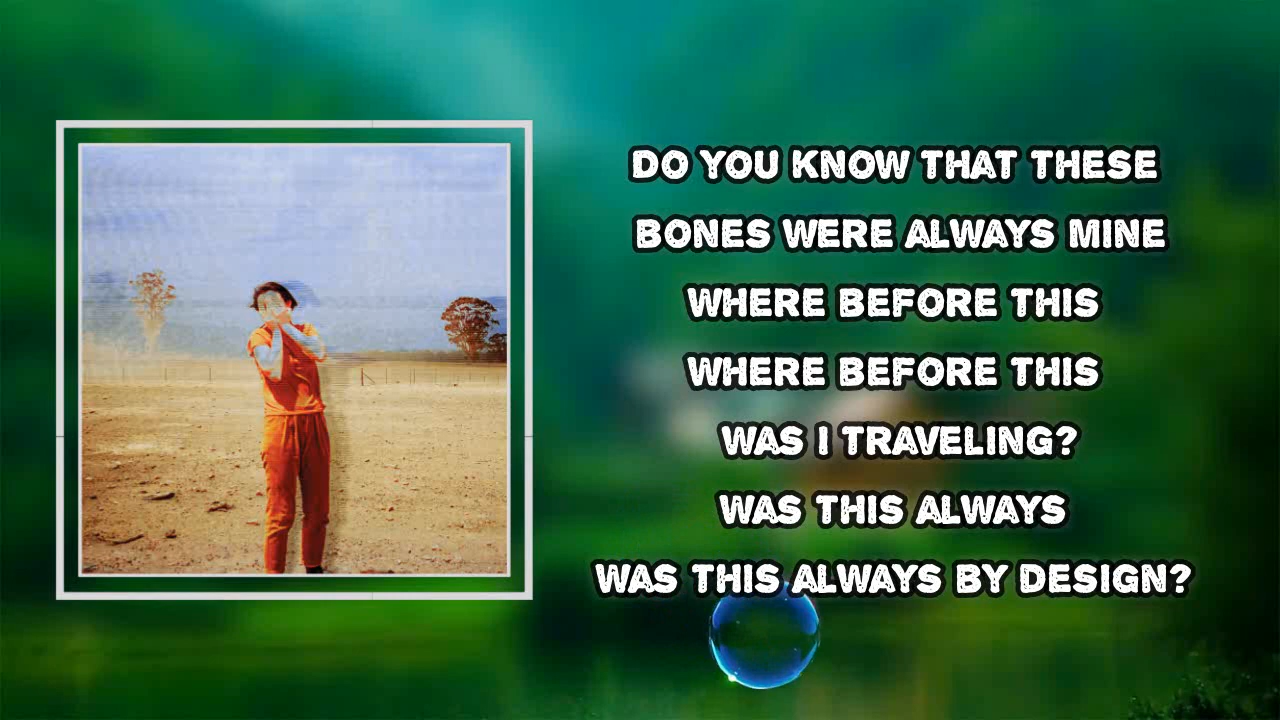 DO YOU KNOW THAT THESE
BONES WERE ALWAYS MINE
WHERE BEFORE THIS
WHERE BEFORE THIS
WAS I TRAVELING?
WAS THIS ALWAYS
WAS THIS ALWAYS BY DESIGN?